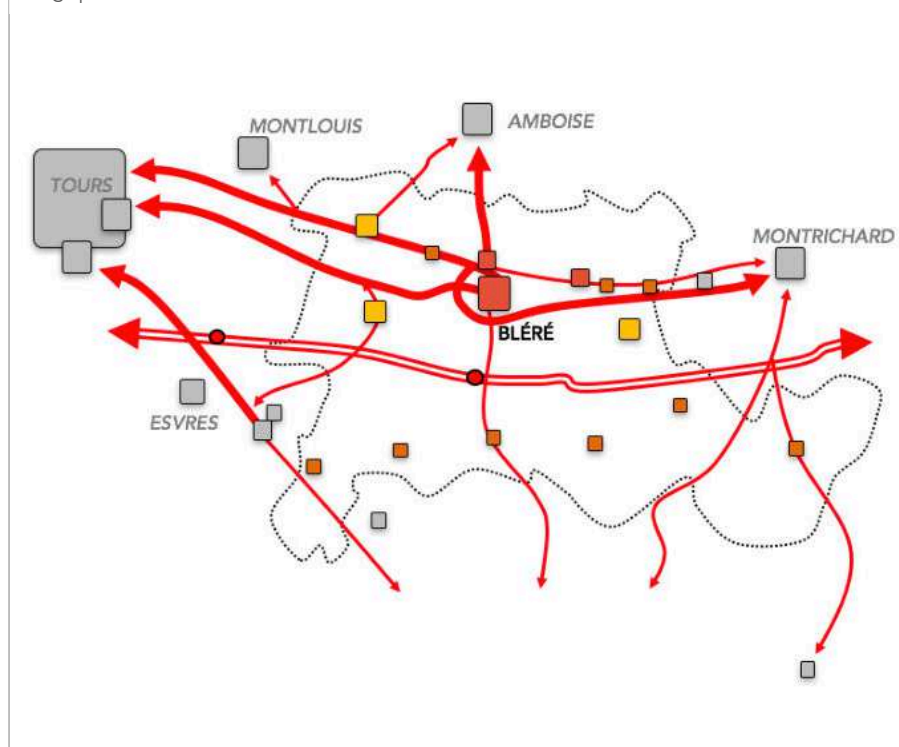 MONTLOUIS
AMBOISE
TOURS
MONTRICHARD
BLÉRÉ
ESVRES